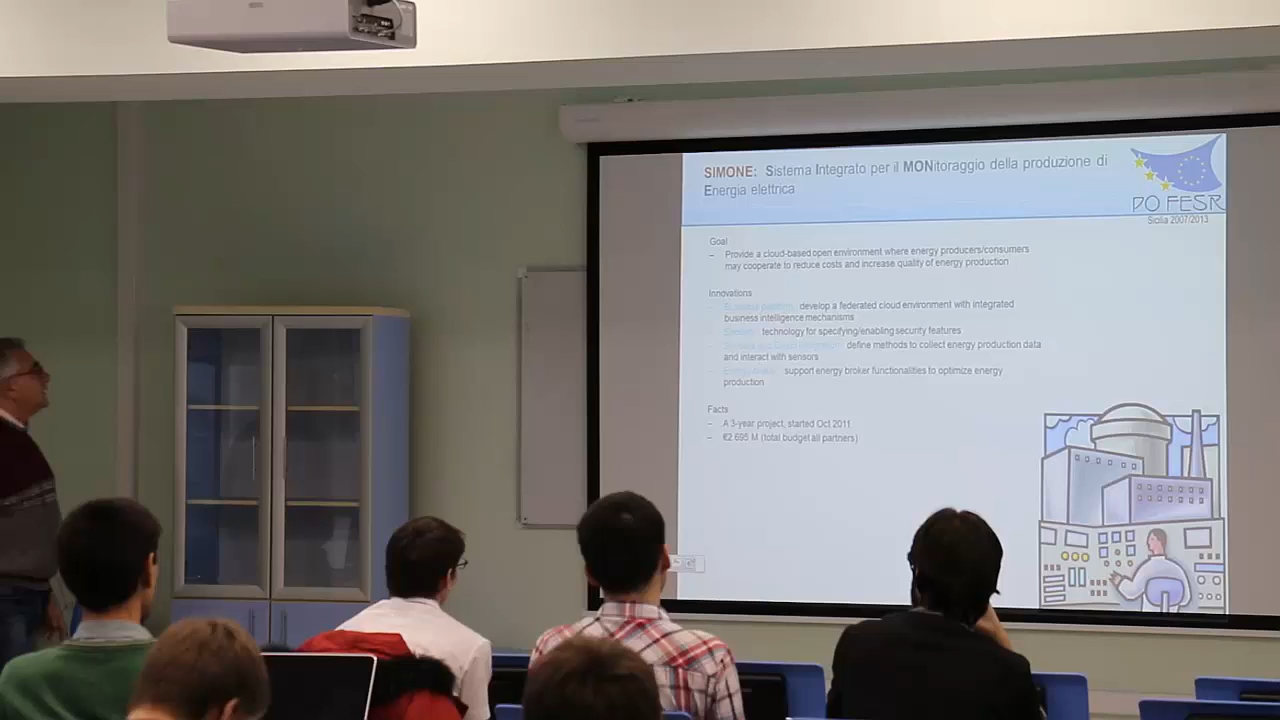 SIMONE: Sistema Integrato per il MONitoraggio della produzione di
Energia elettrica
PO FESR
Sicilia 2007/2013
Goal
– Provide a cloud-based open environment where energy producers/consumers
may cooperate to reduce costs and increase quality of energy production
Innovations
develop a federated cloud environment with integrated
business intelligence mechanisms
technology for specifying/enabling security features
define methods to collect energy production data
and interact with sensors
support energy broker functionalities to optimize energy
production
Facts
– A 3-year project, started Oct 2011
– €2.695 M (total budget all partners)